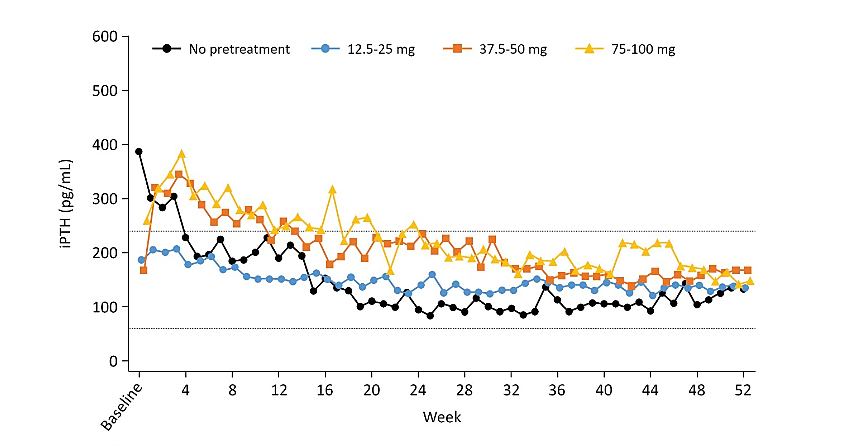 600
No pretreatment 12.5-25 mg 37.5-50 mg 75-100 mg
500
400
300
200
100
0
iPTH (pg/mL)
Baseline 4 8 12 16 20 24 28 32 36 40 44 48 52
Week